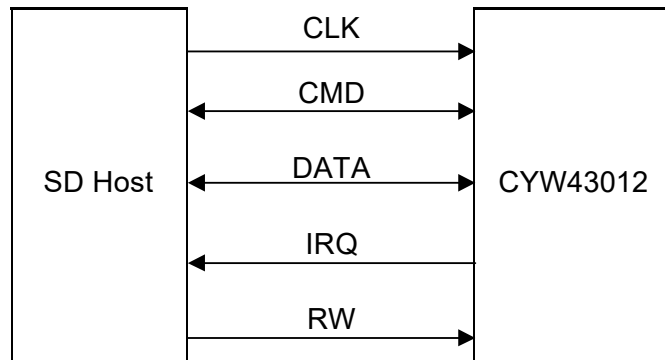 CLK
CMD
SD Host
DATA
CYW43012
IRQ
RW